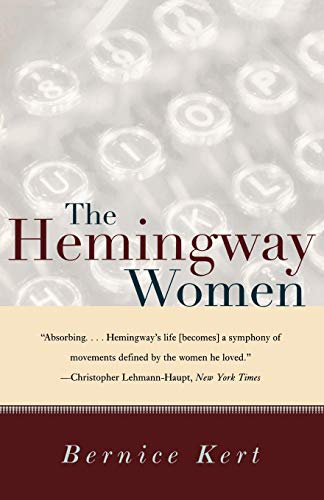 The
Hemingway
Women
“Absorbing. . . . Hemingway’s life [becomes] a symphony of
movements defined by the women he loved.”
—Christopher Lehmann-Haupt, New York Times
Bernice Kert